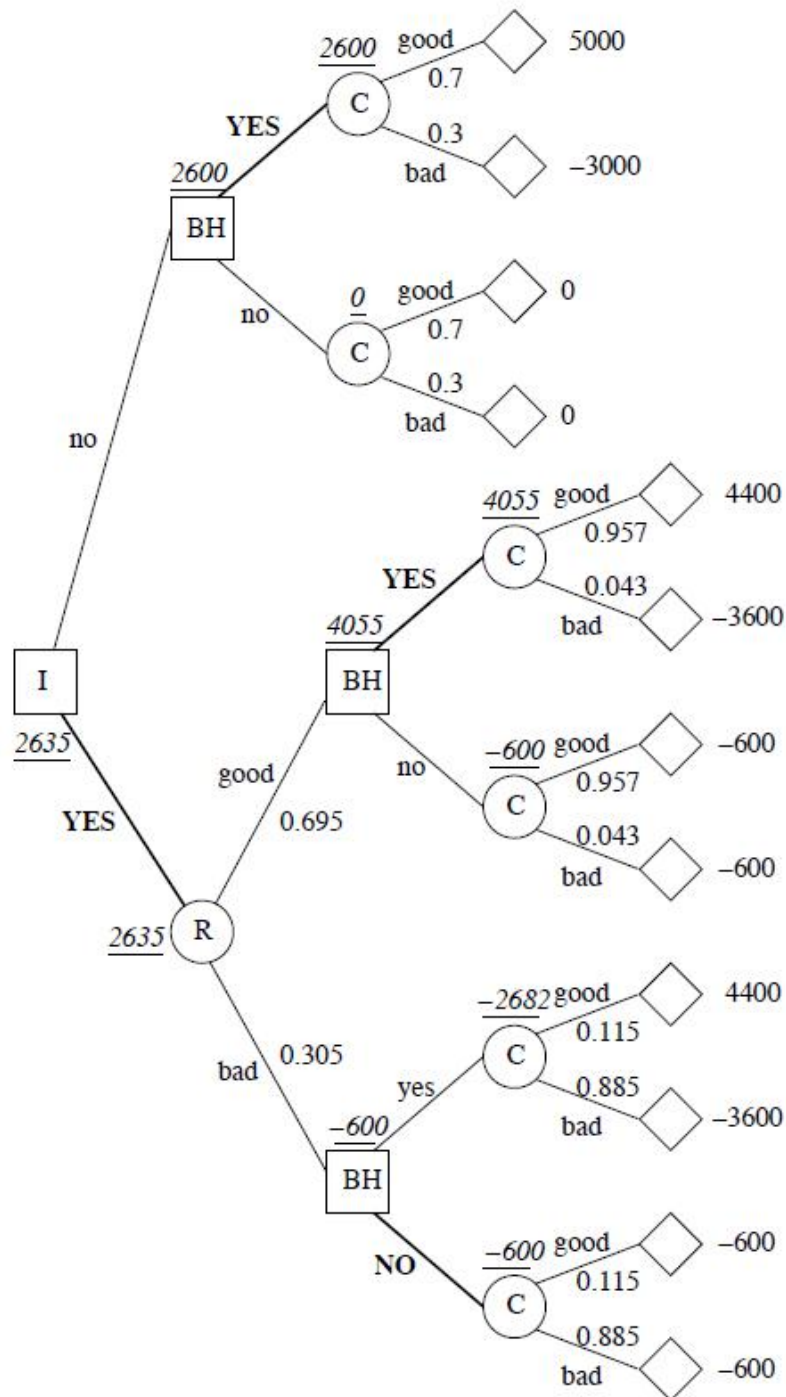 good
2600
5000
0.7
C
YES
0.3
bad
−3000
2600
BH
0
good
0
no
0.7
C
0.3
bad
0
no
4055
good
4400
0.957
C
YES
0.043
bad
−3600
4055
I
BH
2635
−600
good
−600
good
no
0.957
C
YES
0.695
0.043
bad
−600
2635
R
−2682
good
4400
0.115
bad
0.305
C
yes
0.885
bad
−3600
−600
BH
−600
good
−600
NO
0.115
C
0.885
bad
−600